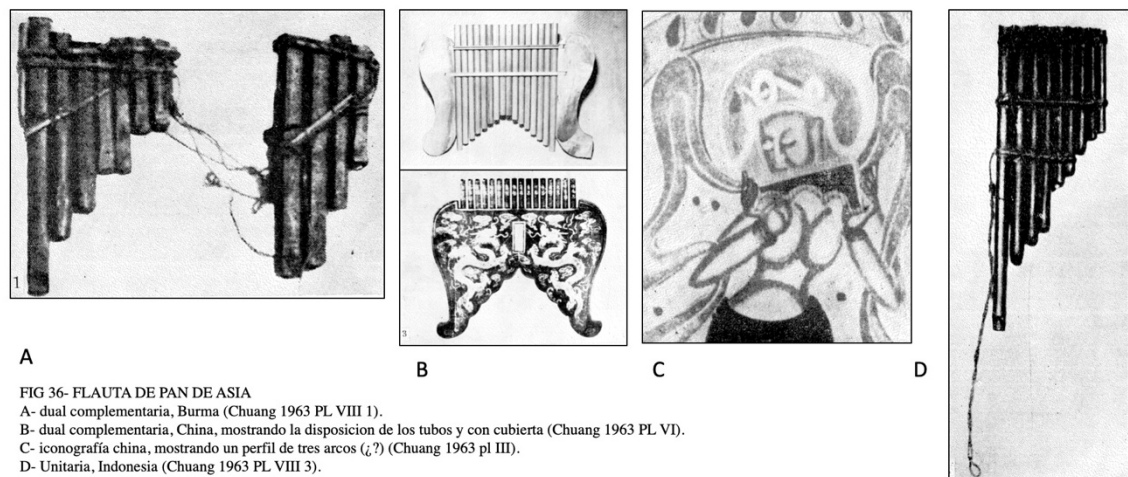 1
3
A
B
C
D
FIG 36- FLAUTA DE PAN DE ASIA
A- dual complementaria, Burma (Chuang 1963 PL VIII 1).
B- dual complementaria, China, mostrando la disposicion de los tubos y con cubierta (Chuang 1963 PL VI).
C- iconografía china, mostrando un perfil de tres arcos (¿?) (Chuang 1963 pl III).
D- Unitaria, Indonesia (Chuang 1963 PL VIII 3).